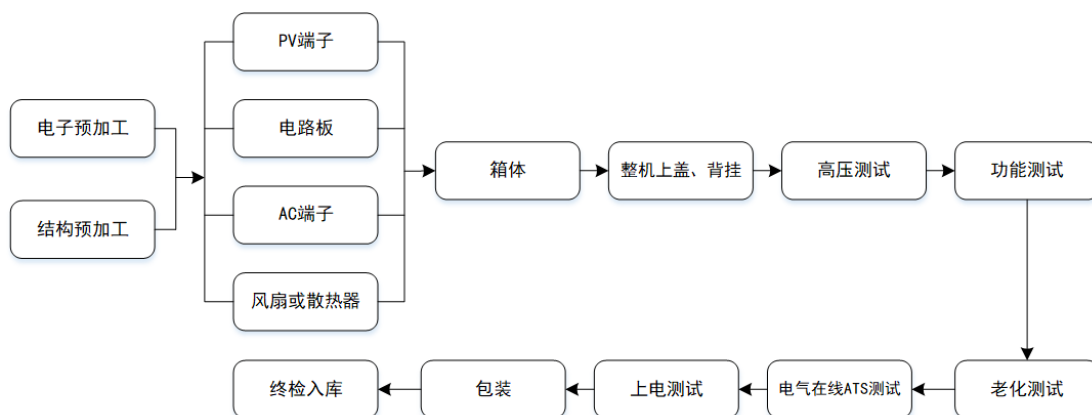 电子预加工
结构预加工
PV端子
电路板
AC端子
风扇或散热器
箱体
整机上盖、背挂
高压测试
功能测试
老化测试
电气在线ATS测试
上电测试
包装
终检入库